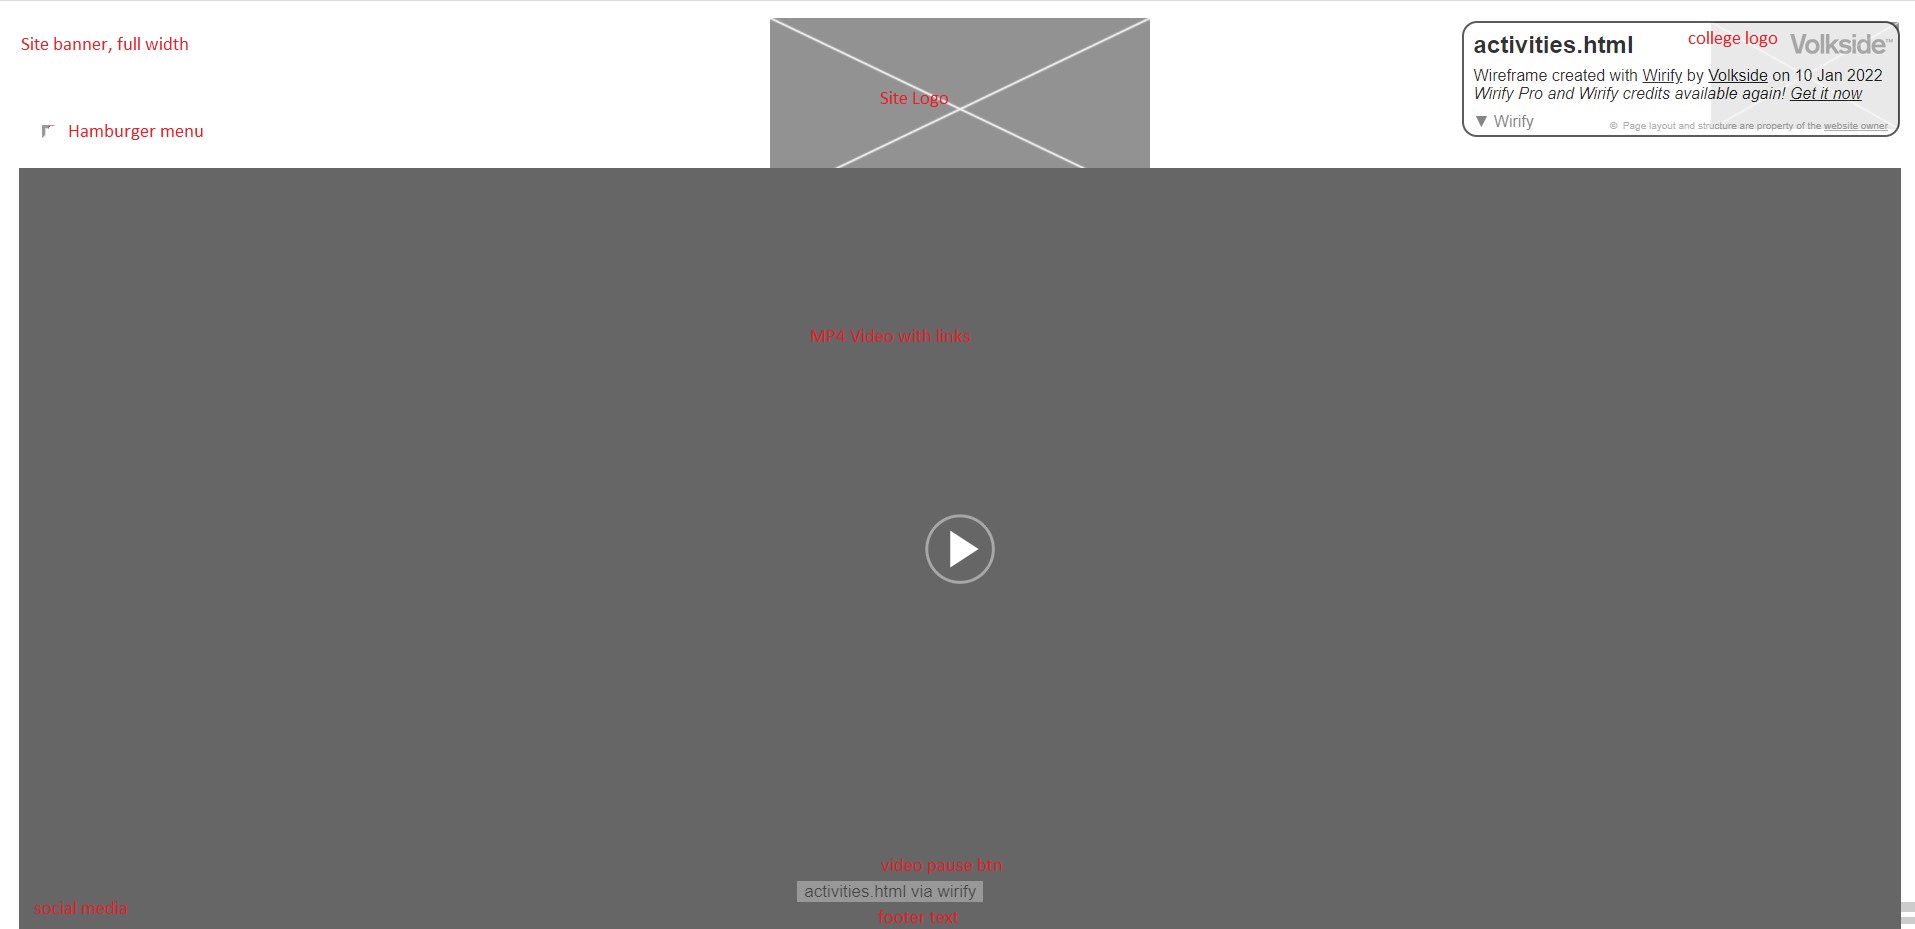 Site banner, full width
Site Logo
Hamburger menu
activities.html
college logo
Volkside™
Wireframe created with Wirify by Volkside on 10 Jan 2022
Wirify Pro and Wirify credits available again! Get it now
▼ Wirify
© Page layout and structure are property of the website owner
MP4 Video with links
video pause btn
activities.html via wirify
social media
footer text